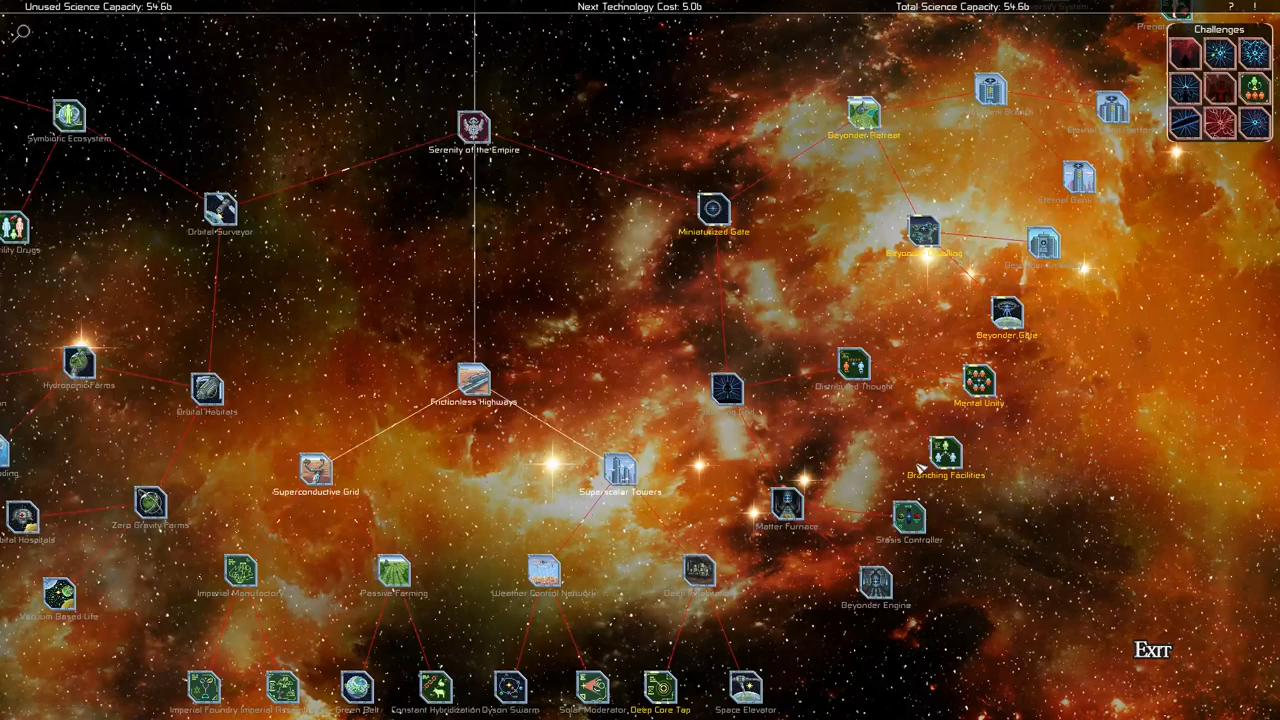 Unused Science Capacity: 54.6b
Next Technology Cost: 5.0b
Total Science Capacity: 54.6b
?
!
Challenges
Symbiotic Ecosystem
Serenity of the Empire
Beyonder Retreat
Orbital Surveyor
Miniaturized Gate
Beyonder Gate
Hydroponic Farms
Distributed Thought
Frictionless Highways
Orbital Habitats
Mental Unity
Branching Facilities
Superconductive Grid
Superscalar Towers
Zero Gravity Farms
Matter Furnace
Stasis Controller
Passive Farming
Weather Control Network
Beyonder Engine
Vacuum Based Life
Imperial Foundry
Green Belt
Constant Hybridization
Dyson Swarm
Solar Moderator
Deep Core Tap
Space Elevator
Exit